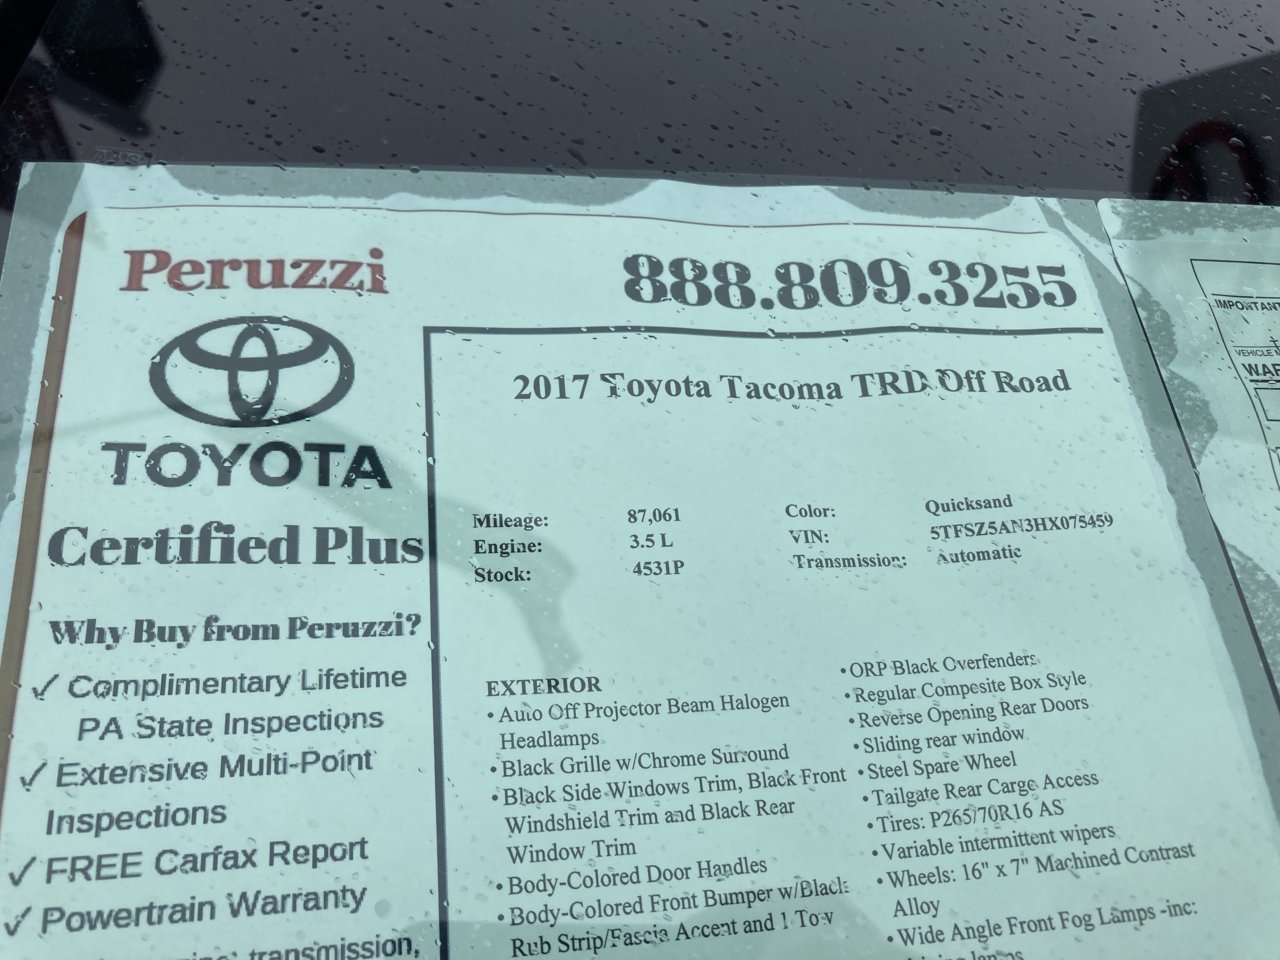 Peruzzi
888.809.3255
TOYOTA
Certified Plus
Why Buy from Peruzzi?
✓ Complimentary Lifetime
PA State Inspections
✓ Extensive Multi-Point
Inspections
✓ FREE Carfax Report
✓ Powertrain Warranty
transmission,
2017 Toyota Tacoma TRD Off Road
Mileage: 87,061
Engine: 3.5 L
Stock: 4531P
Color: Quicksand
VIN: 5TFSZ5AN3HX075459
Transmission: Automatic
EXTERIOR
• Auto Off Projector Beam Halogen
Headlamps
• Black Grille w/Chrome Surround
• Black Side Windows Trim, Black Front
Windshield Trim and Black Rear
Window Trim
• Body-Colored Door Handles
• Body-Colored Front Bumper w/Black
Rub Strip/Fascia Accent and 1 Tow
• ORP Black Overfenders
• Regular Composite Box Style
• Reverse Opening Rear Doors
• Sliding rear window
• Steel Spare Wheel
• Tailgate Rear Cargo Access
• Tires: P265/70R16 AS
• Variable intermittent wipers
• Wheels: 16" x 7" Machined Contrast
Alloy
• Wide Angle Front Fog Lamps -inc:
IMPORTANT
VEHICLE